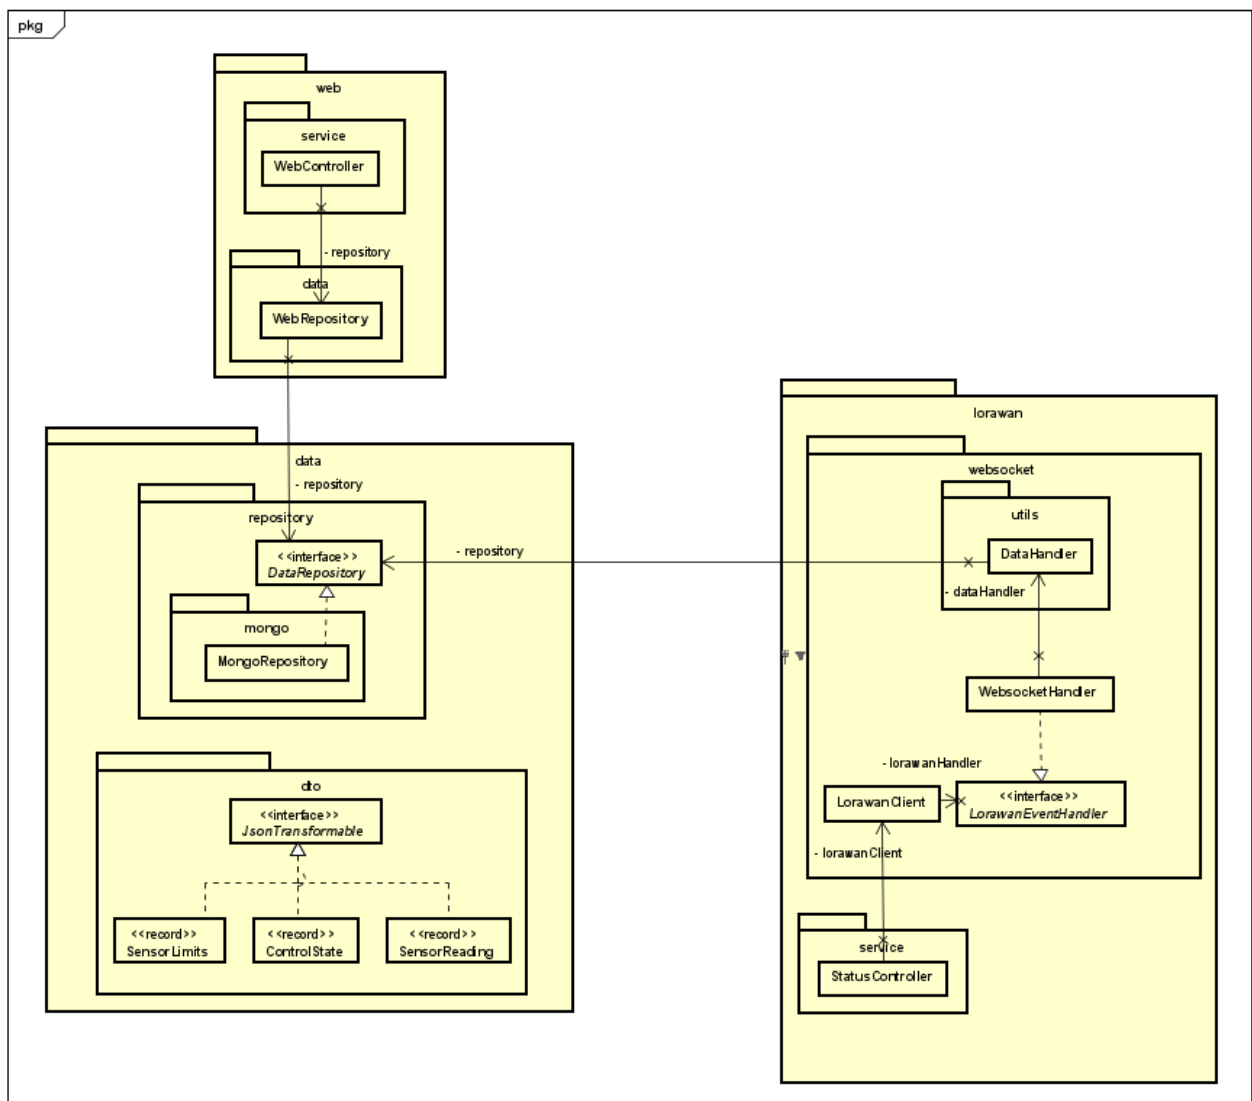 pkg
web
service
WebController
- repository
data
WebRepository
data
- repository
repository
<<interface>>
DataRepository
mongo
MongoRepository
dto
<<interface>>
JsonTransformable
<<record>>
SensorLimits
<<record>>
ControlState
<<record>>
SensorReading
- repository
lorawan
websocket
utils
DataHandler
- dataHandler
WebsocketHandler
- lorawanHandler
LorawanClient
<<interface>>
LorawanEventHandler
- lorawanClient
service
StatusController